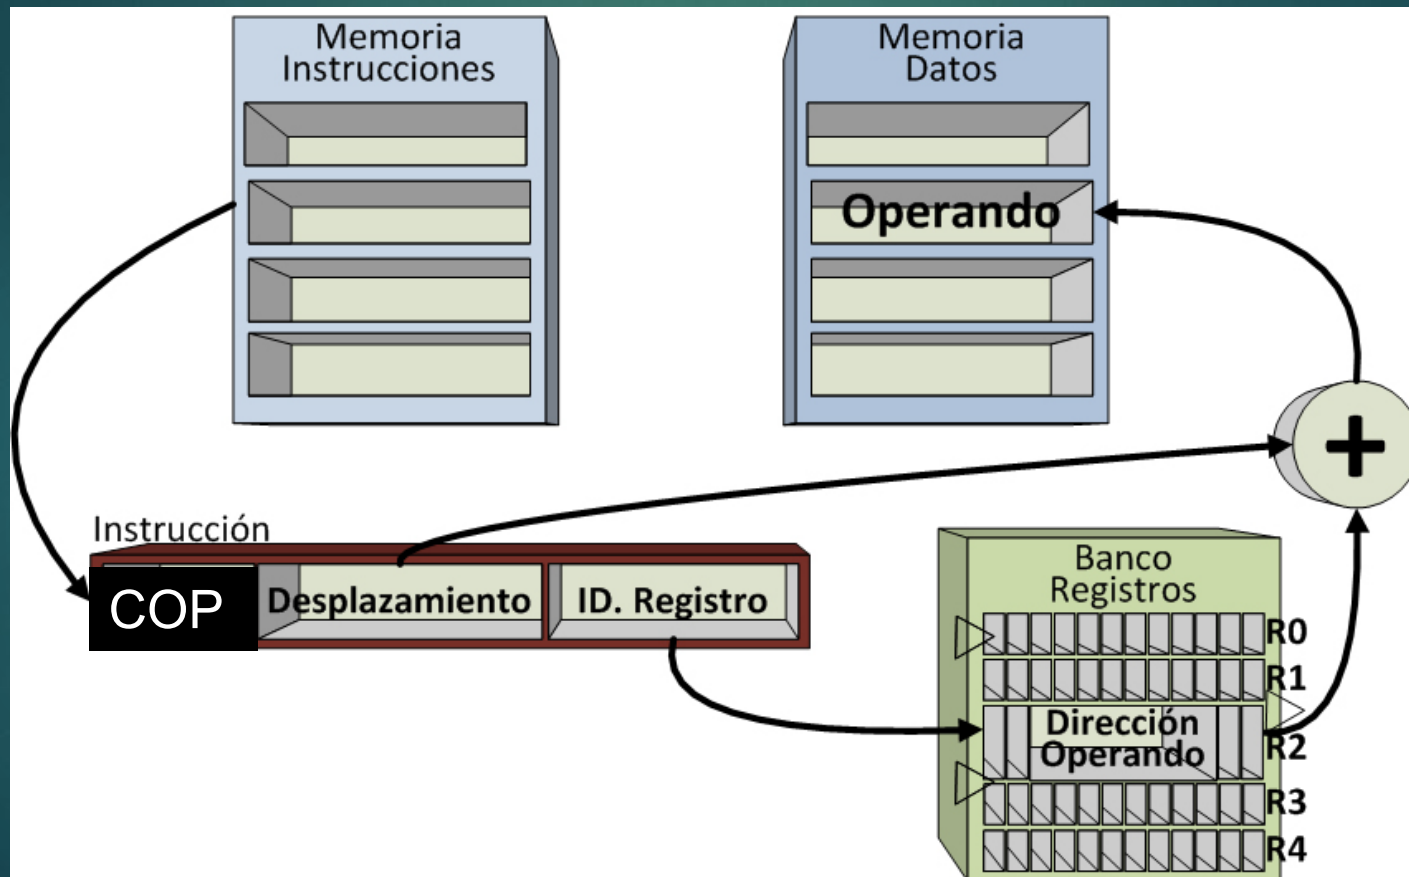 Memoria
Instrucciones
Memoria
Datos
Operando
+
Instrucción
COP
Desplazamiento
ID. Registro
Banco
Registros
R0
R1
Dirección
Operando
R2
R3
R4